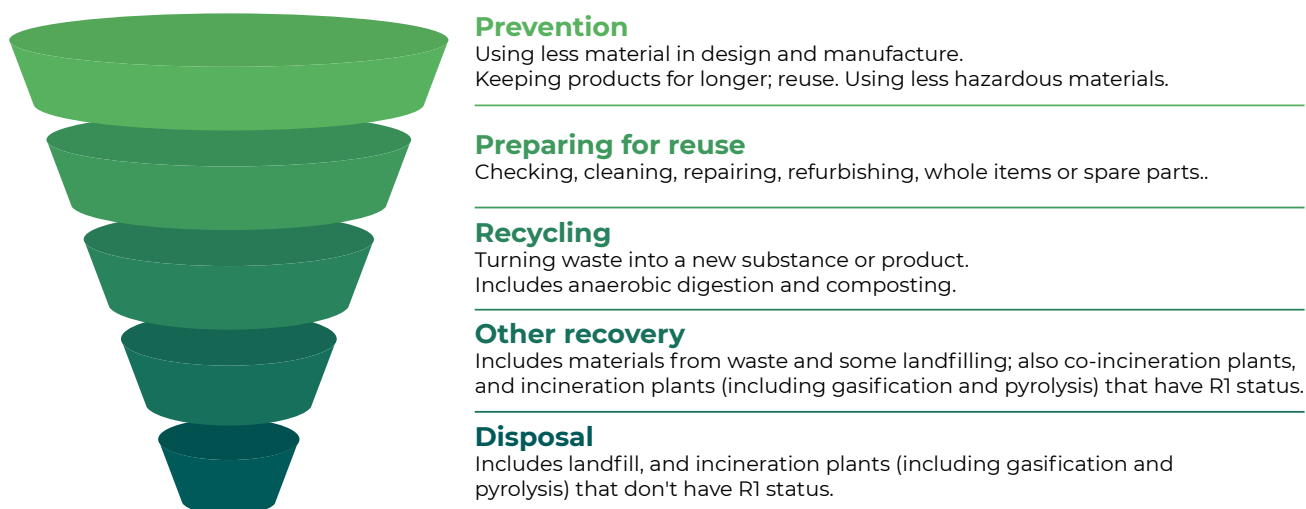 Prevention
Using less material in design and manufacture.
Keeping products for longer; reuse. Using less hazardous materials.
Preparing for reuse
Checking, cleaning, repairing, refurbishing, whole items or spare parts..
Recycling
Turning waste into a new substance or product.
Includes anaerobic digestion and composting.
Other recovery
Includes materials from waste and some landfilling; also co-incineration plants,
and incineration plants (including gasification and pyrolysis) that have R1 status.
Disposal
Includes landfill, and incineration plants (including gasification and
pyrolysis) that don't have R1 status.